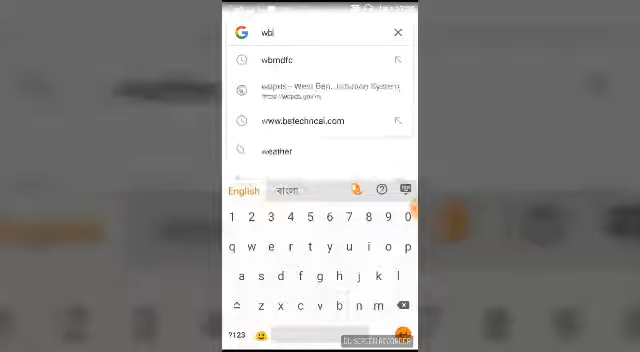 wbl
wbmdfc
www.bstechncal.com
weather
English বাংলা
1 2 3 4 5 6 7 8 9 0
q w e r t y u i o p
a s d f g h j k l
z x c v b n m
?123
DU SCREEN RECORDER